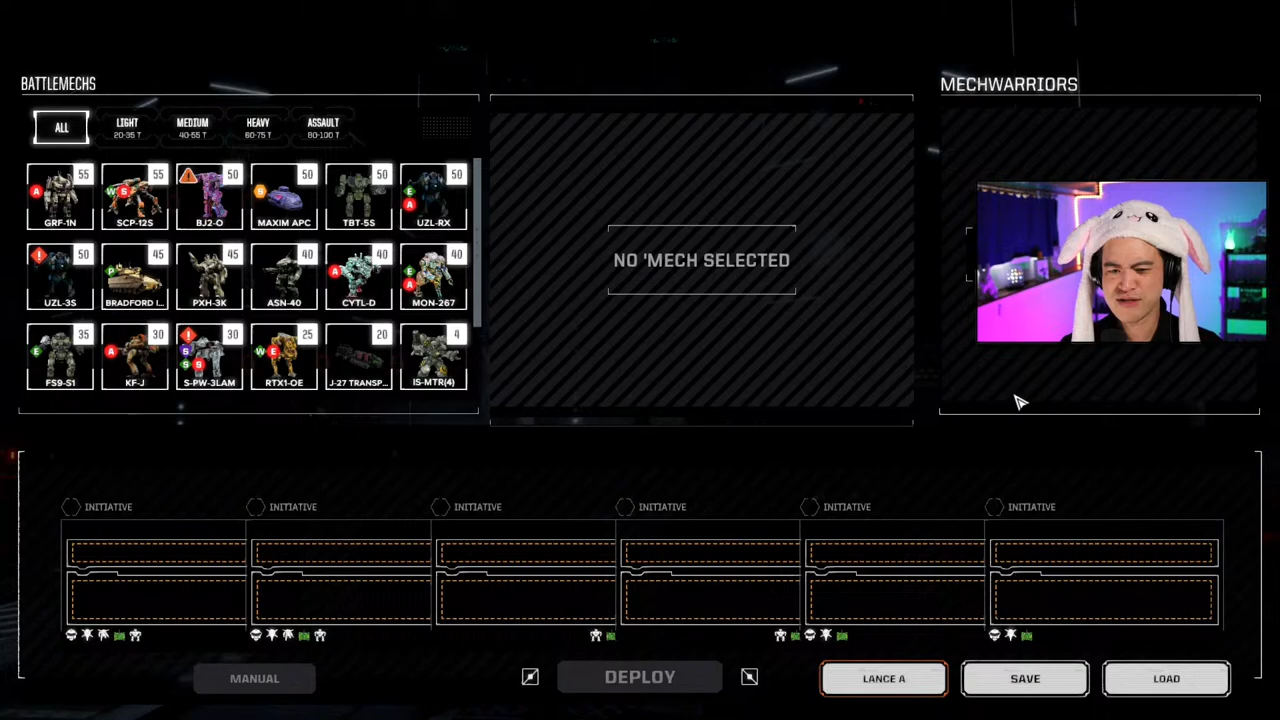 BATTLEMECHS
ALL
LIGHT
20-35 T
MEDIUM
40-55 T
HEAVY
60-75 T
ASSAULT
80-100 T
55
A
GRF-1N
55
W S
SCP-12S
50
BJ2-O
50
S
MAXIM APC
50
TBT-5S
50
E
A
UZL-RX
50
UZL-3S
45
P
BRADFORD I...
45
PXH-3K
40
ASN-40
40
A
CYTL-D
40
E
A
MON-267
35
E
FS9-S1
30
A
KF-J
30
S
S S
S-PW-3LAM
25
W E
RTX1-OE
20
J-27 TRANSP...
4
IS-MTR(4)
NO 'MECH SELECTED
MECHWARRIORS
INITIATIVE
INITIATIVE
INITIATIVE
INITIATIVE
INITIATIVE
INITIATIVE
MANUAL
DEPLOY
LANCE A
SAVE
LOAD